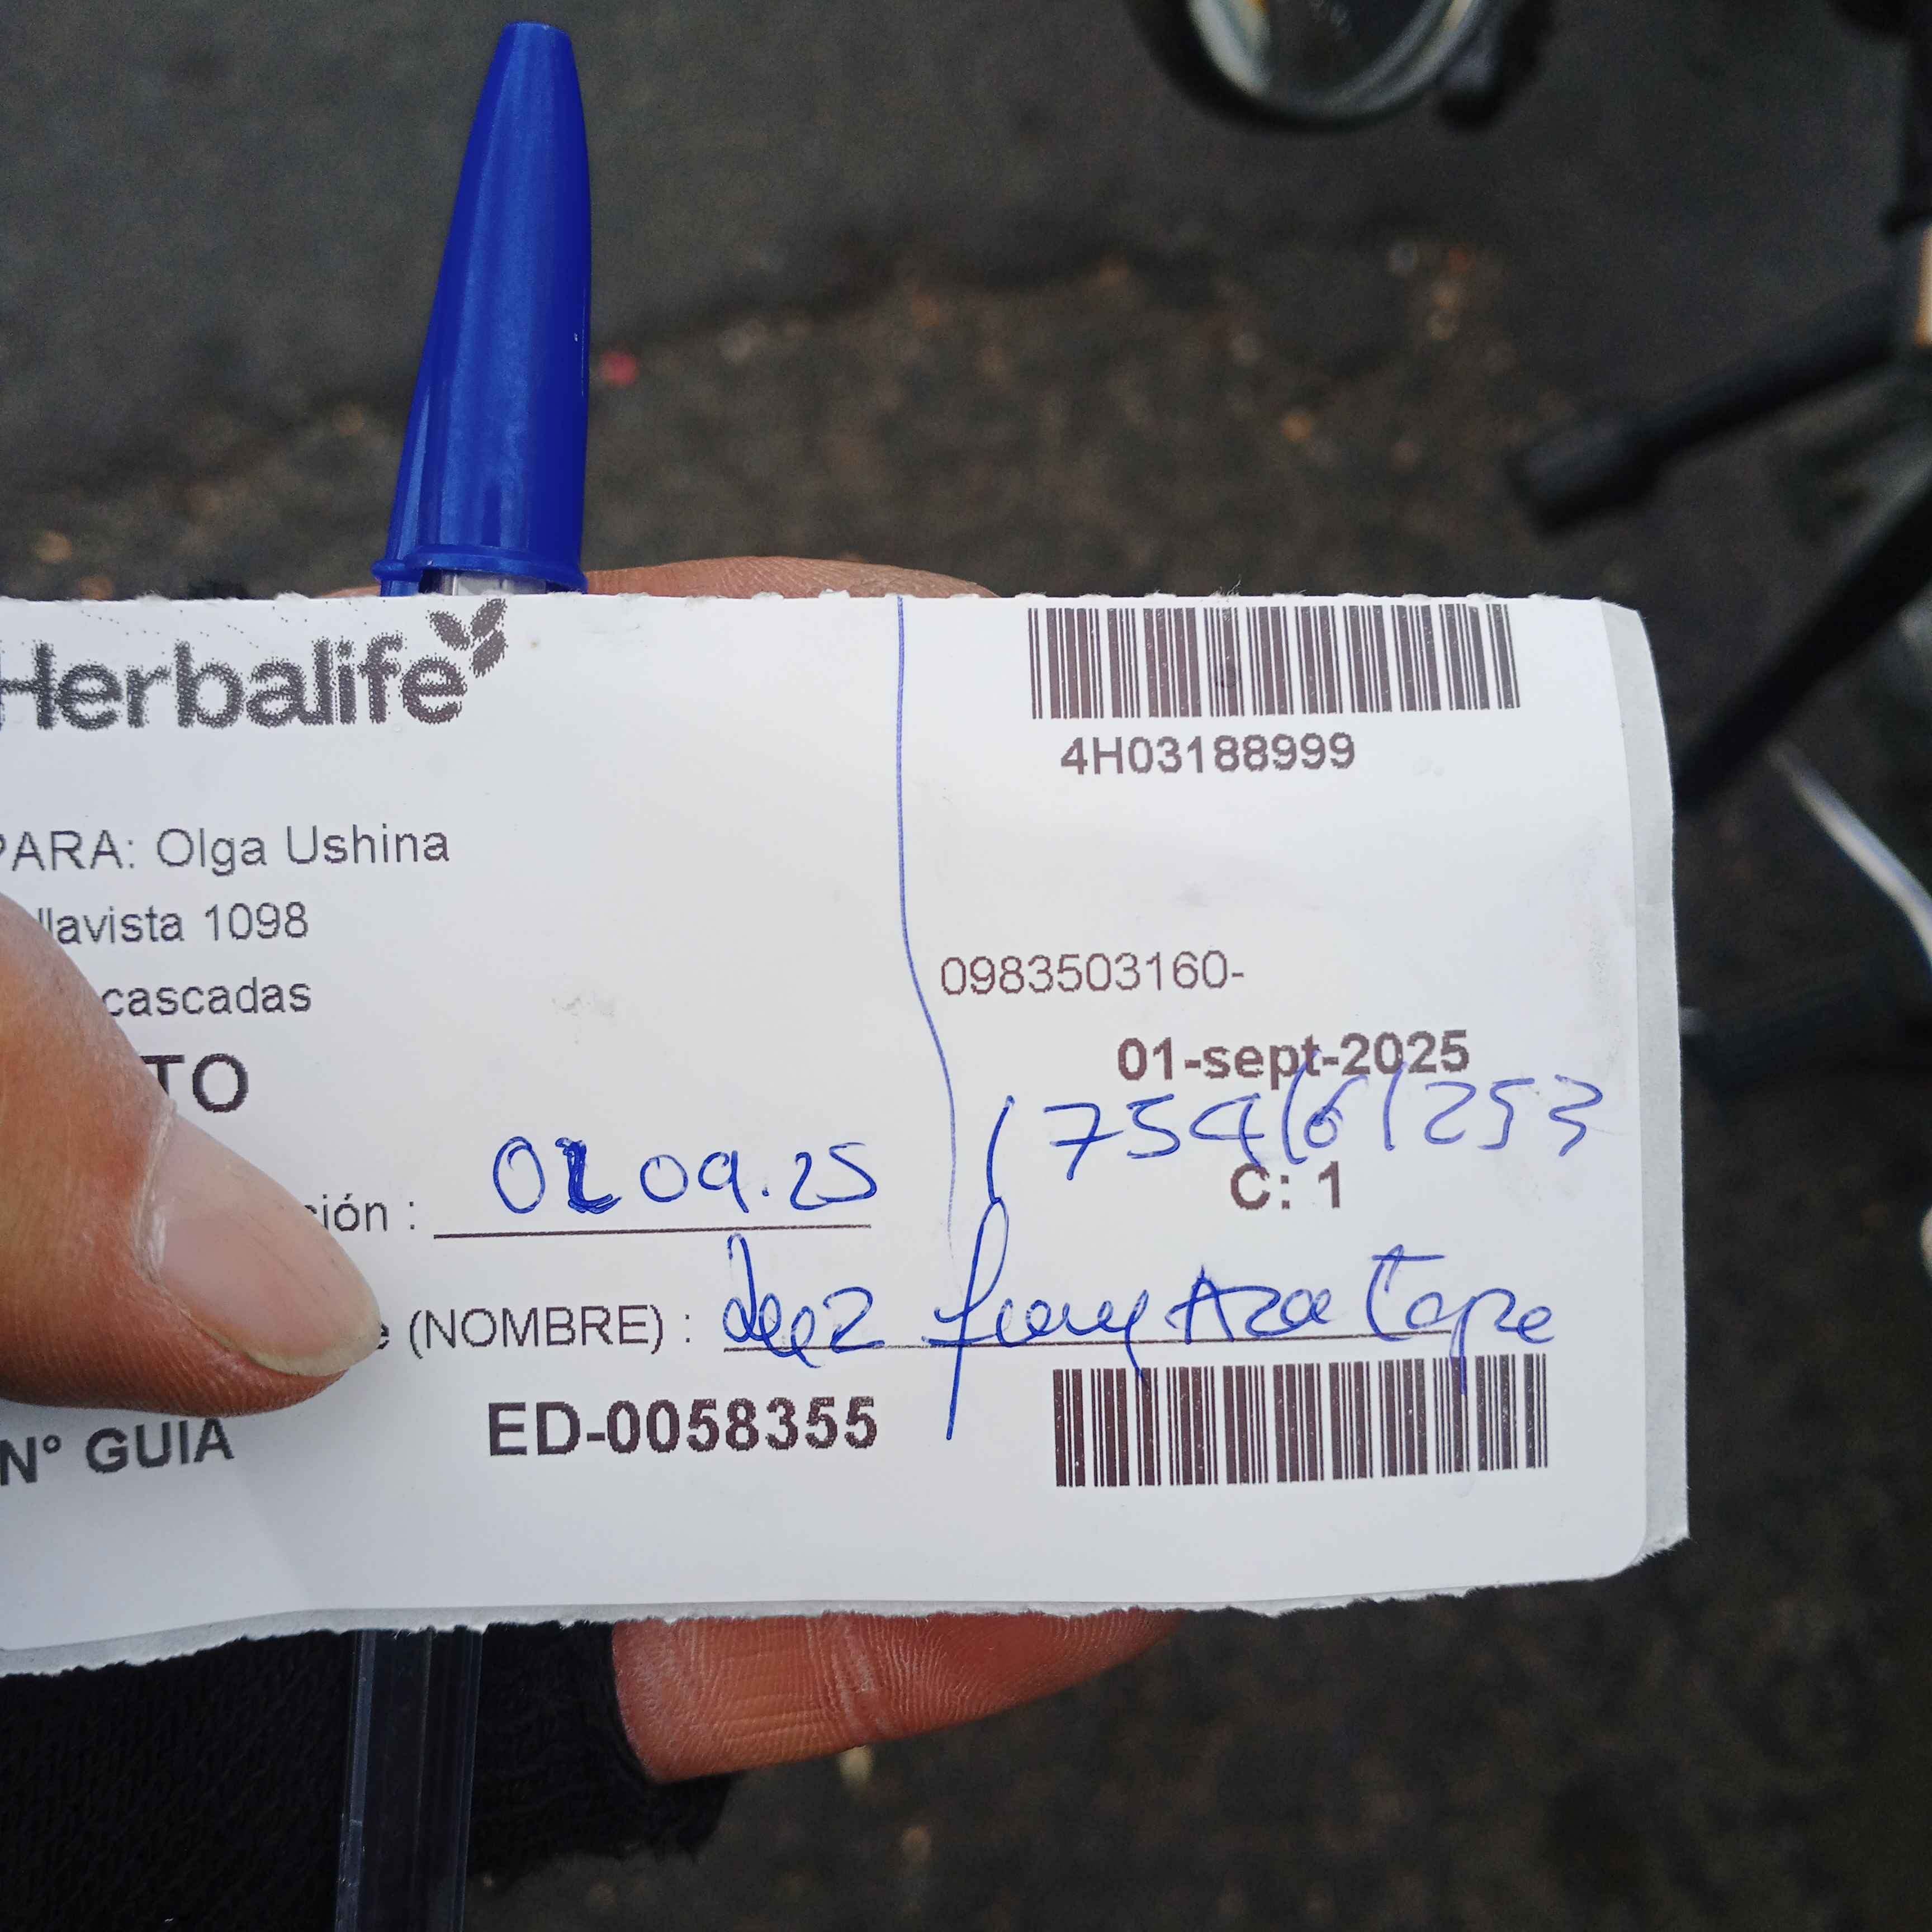 Herbalife
4H03188999
PARA: Olga Ushina
llavista 1098
cascadas
0983503160-
TO
01-sept-2025
ción : 02 09.25
C: 1
e (NOMBRE) :
N° GUIA ED-0058355